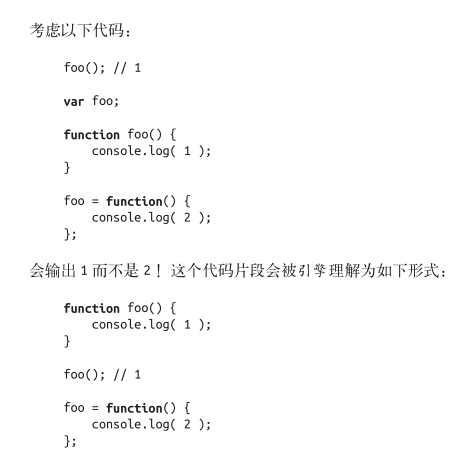 考虑以下代码：
foo(); // 1
var foo;
function foo() {
console.log( 1 );
}
foo = function() {
console.log( 2 );
};
会输出 1 而不是 2 ！这个代码片段会被引擎理解为如下形式：
function foo() {
console.log( 1 );
}
foo(); // 1
foo = function() {
console.log( 2 );
};